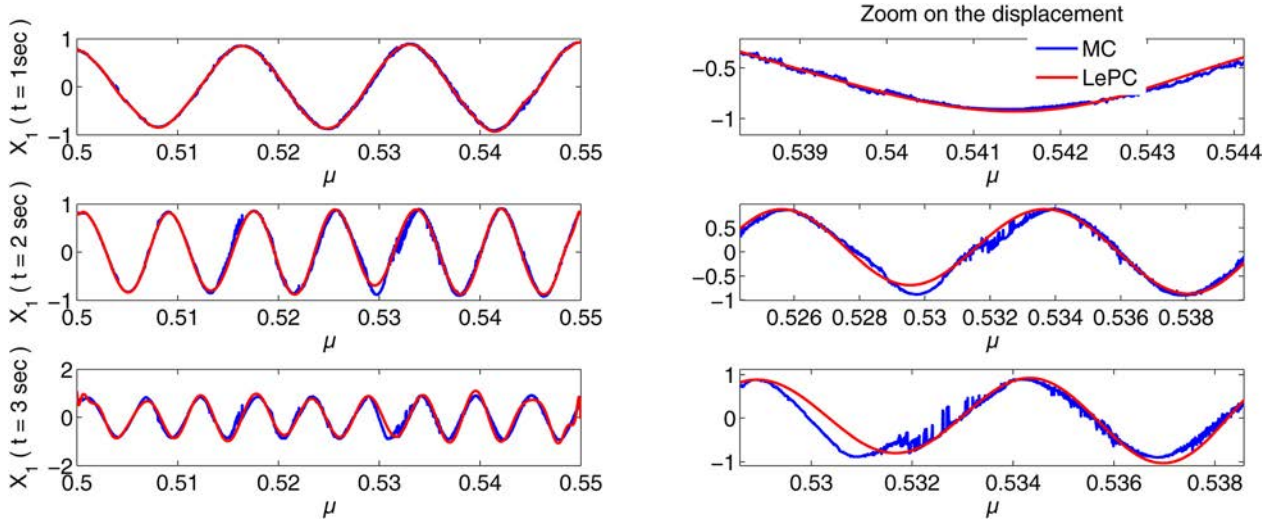 Zoom on the displacement
X1 ( t = 1sec)
1
0
−1
0.5 0.51 0.52 0.53 0.54 0.55
μ
MC
LePC
−0.5
−1
0.539 0.54 0.541 0.542 0.543 0.544
μ
X1 ( t = 2 sec)
1
0
−1
0.5 0.51 0.52 0.53 0.54 0.55
μ
0.5
0
−0.5
−1
0.526 0.528 0.53 0.532 0.534 0.536 0.538
μ
X1 ( t = 3 sec )
2
0
−2
0.5 0.51 0.52 0.53 0.54 0.55
μ
1
0
−1
0.53 0.532 0.534 0.536 0.538
μ